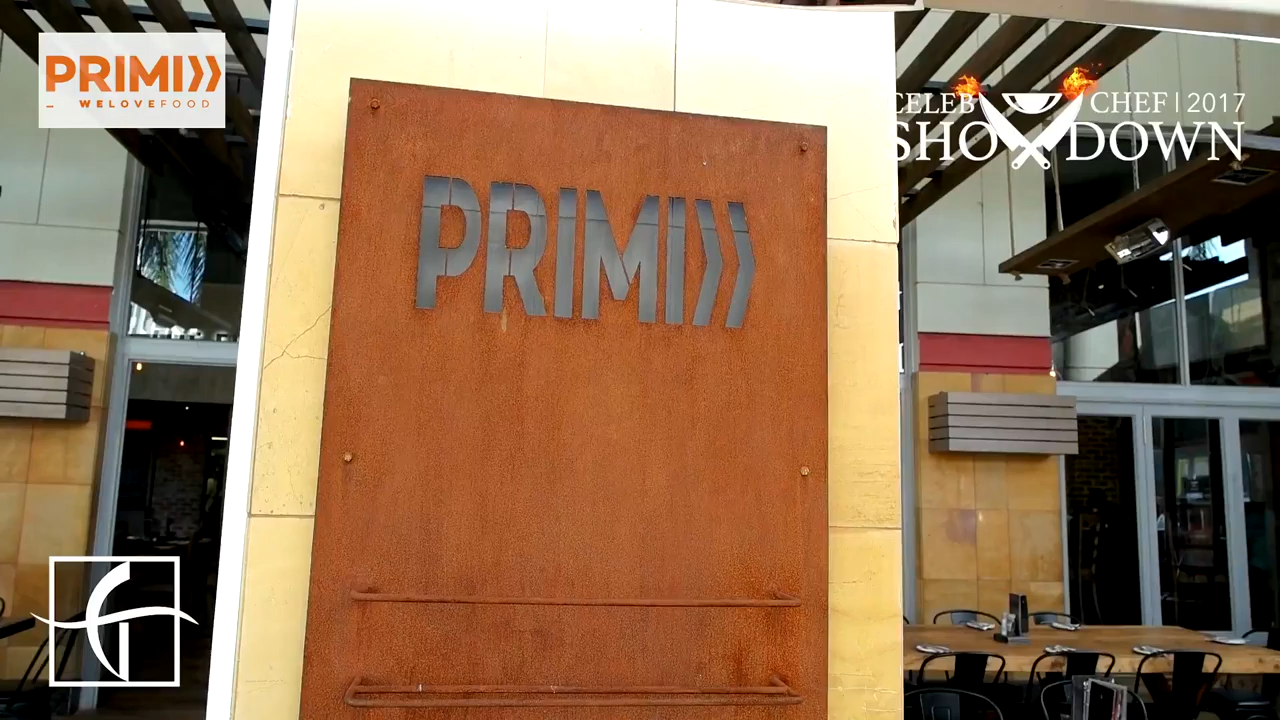 PRIMI
WELOVEFOOD
CELEB CHEF | 2017
SHOWDOWN
PRIMI